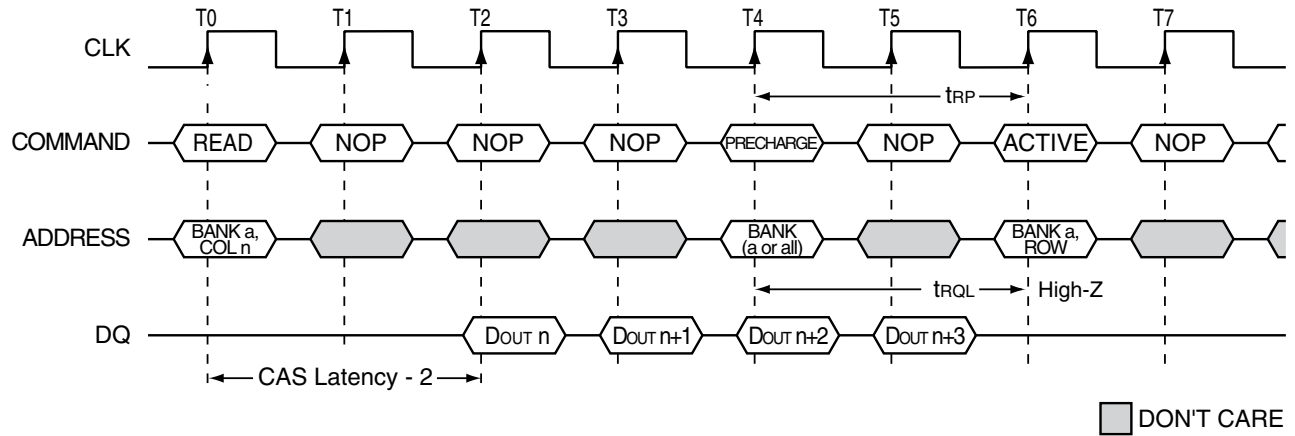 T0 T1 T2 T3 T4 T5 T6 T7
CLK
tRP
COMMAND READ NOP NOP NOP PRECHARGE NOP ACTIVE NOP
ADDRESS BANK a, COL n BANK (a or all) BANK a, ROW
tRQL High-Z
DQ DOUT n DOUT n+1 DOUT n+2 DOUT n+3
CAS Latency - 2
DON'T CARE